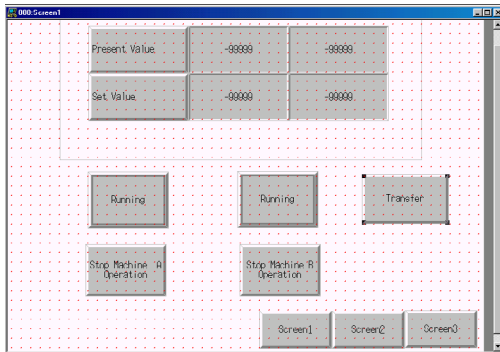 000:Screen1
Present Value -99999 -99999
Set Value -99999 -99999
Running Running Transfer
Stop Machine A
Operation
Stop Machine B
Operation
Screen1 Screen2 Screen3